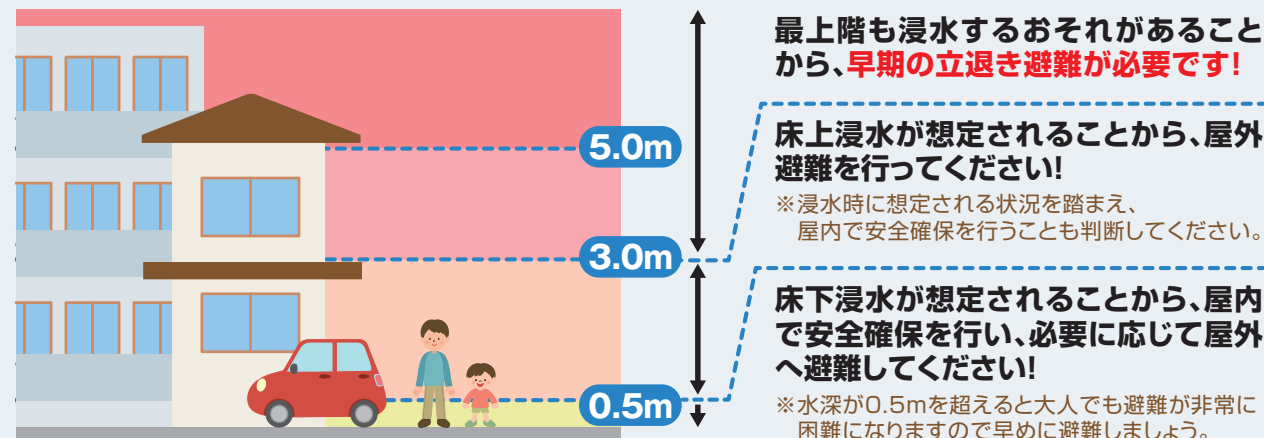 最上階も浸水するおそれがあること
から、早期の立退き避難が必要です!
5.0m
床上浸水が想定されることから、屋外
避難を行ってください!
※浸水時に想定される状況を踏まえ、
屋内で安全確保を行うことも判断してください。
3.0m
床下浸水が想定されることから、屋内
で安全確保を行い、必要に応じて屋外
へ避難してください!
0.5m
※水深が0.5mを超えると大人でも避難が非常に
困難になりますので早めに避難しましょう。